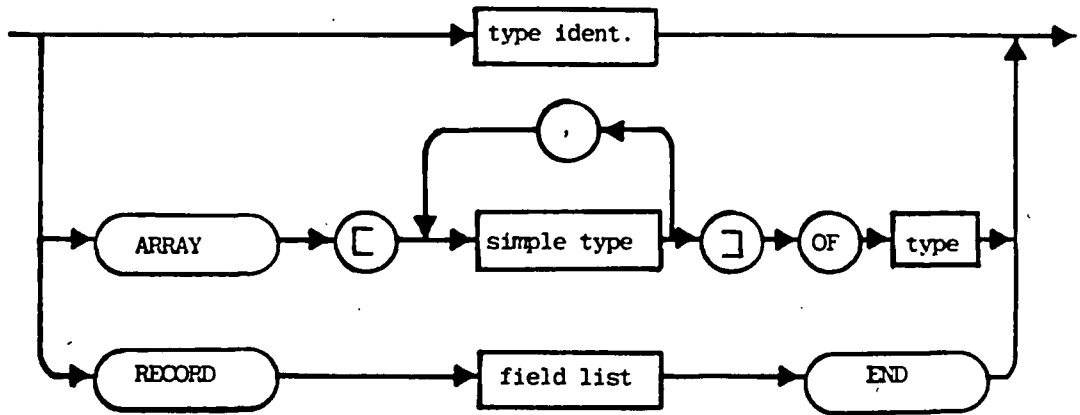 type ident.
,
ARRAY [ simple type ] OF type
RECORD field list END